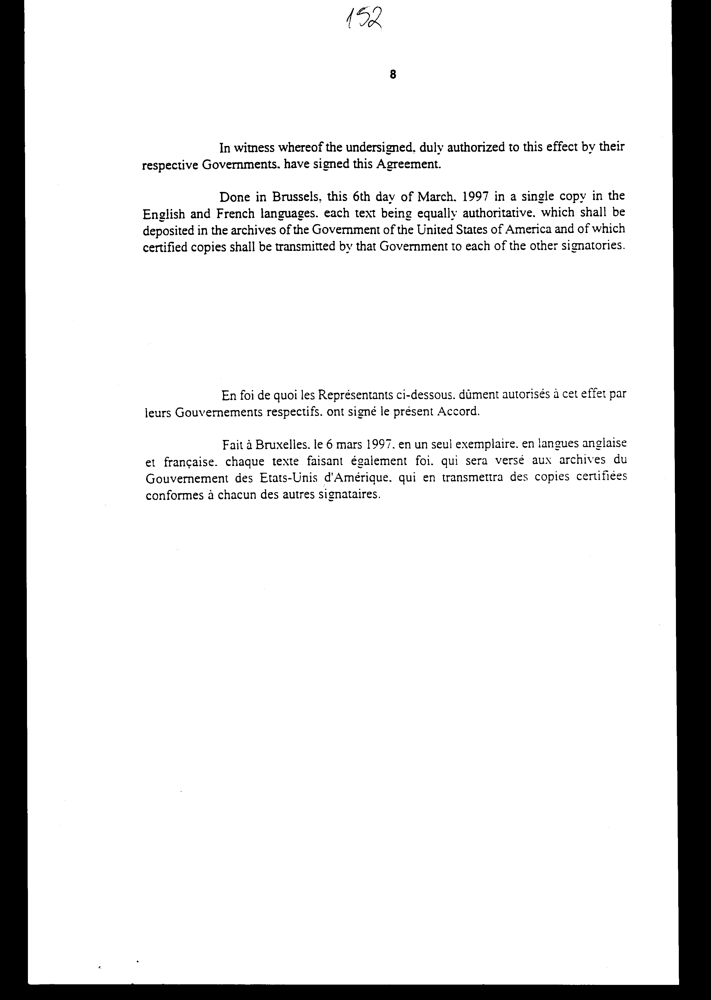 152
8
In witness whereof the undersigned, duly authorized to this effect by their
respective Governments, have signed this Agreement.
Done in Brussels, this 6th day of March, 1997 in a single copy in the
English and French languages, each text being equally authoritative, which shall be
deposited in the archives of the Government of the United States of America and of which
certified copies shall be transmitted by that Government to each of the other signatories.
En foi de quoi les Représentants ci-dessous, dûment autorisés à cet effet par
leurs Gouvernements respectifs, ont signé le présent Accord.
Fait à Bruxelles, le 6 mars 1997, en un seul exemplaire, en langues anglaise
et française, chaque texte faisant également foi, qui sera versé aux archives du
Gouvernement des Etats-Unis d'Amérique, qui en transmettra des copies certifiées
conformes à chacun des autres signataires.